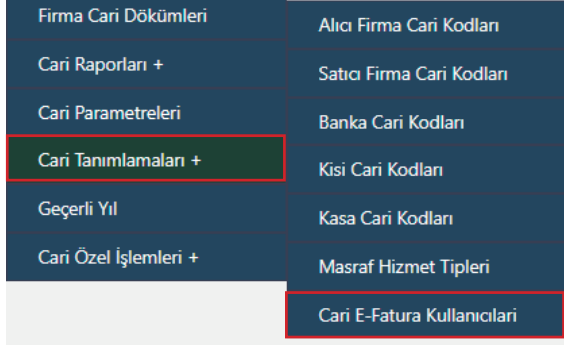 Firma Cari Dökümleri
Cari Raporları +
Cari Parametreleri
Cari Tanımlamaları +
Geçerli Yıl
Cari Özel İşlemleri +
Alıcı Firma Cari Kodları
Satıcı Firma Cari Kodları
Banka Cari Kodları
Kisi Cari Kodları
Kasa Cari Kodları
Masraf Hizmet Tipleri
Cari E-Fatura Kullanıcılari